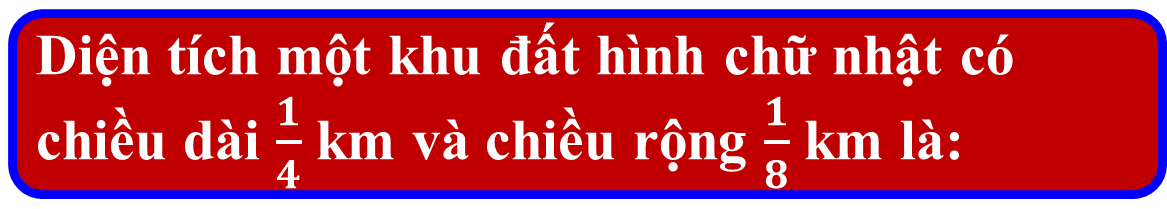 Diện tích một khu đất hình chữ nhật có
chiều dài 1/4 km và chiều rộng 1/8 km là: